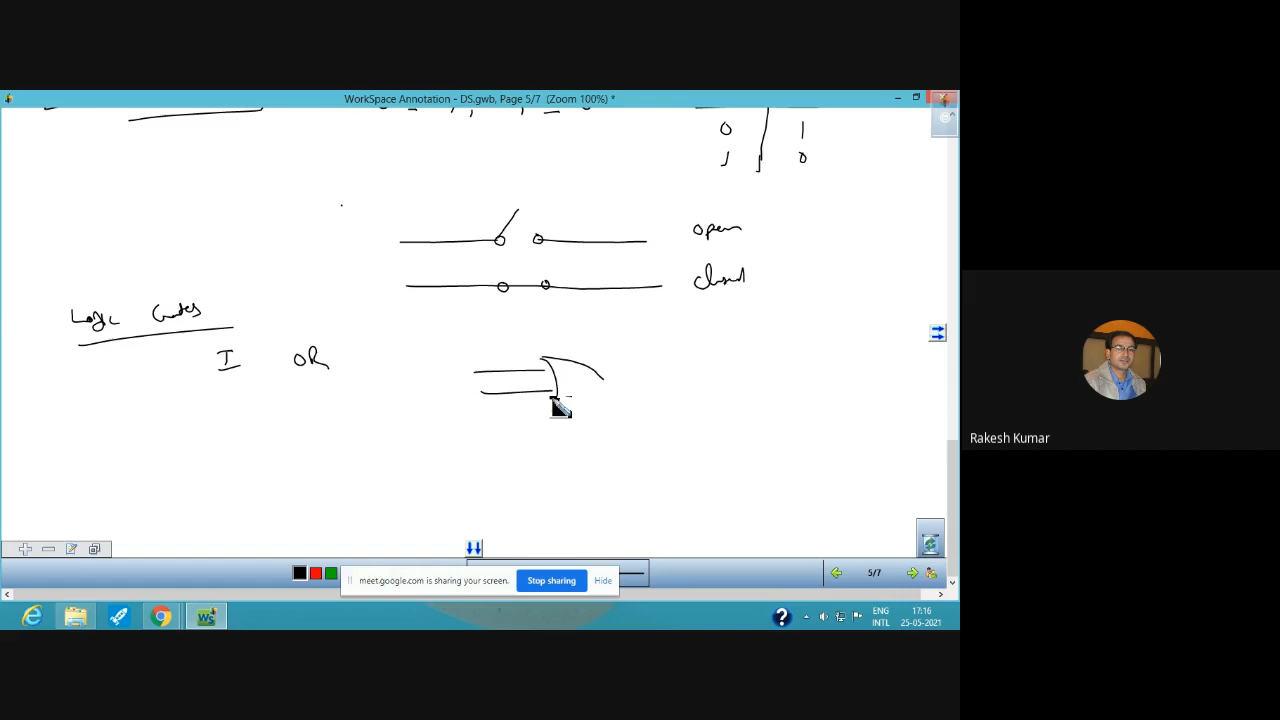 WorkSpace Annotation - DS.gwb, Page 5/7 (Zoom 100%) *
0 1
1 0
open
closed
Logic Gates
I OR
Rakesh Kumar
5/7
meet.google.com is sharing your screen. Stop sharing Hide
ENG 17:16
INTL 25-05-2021